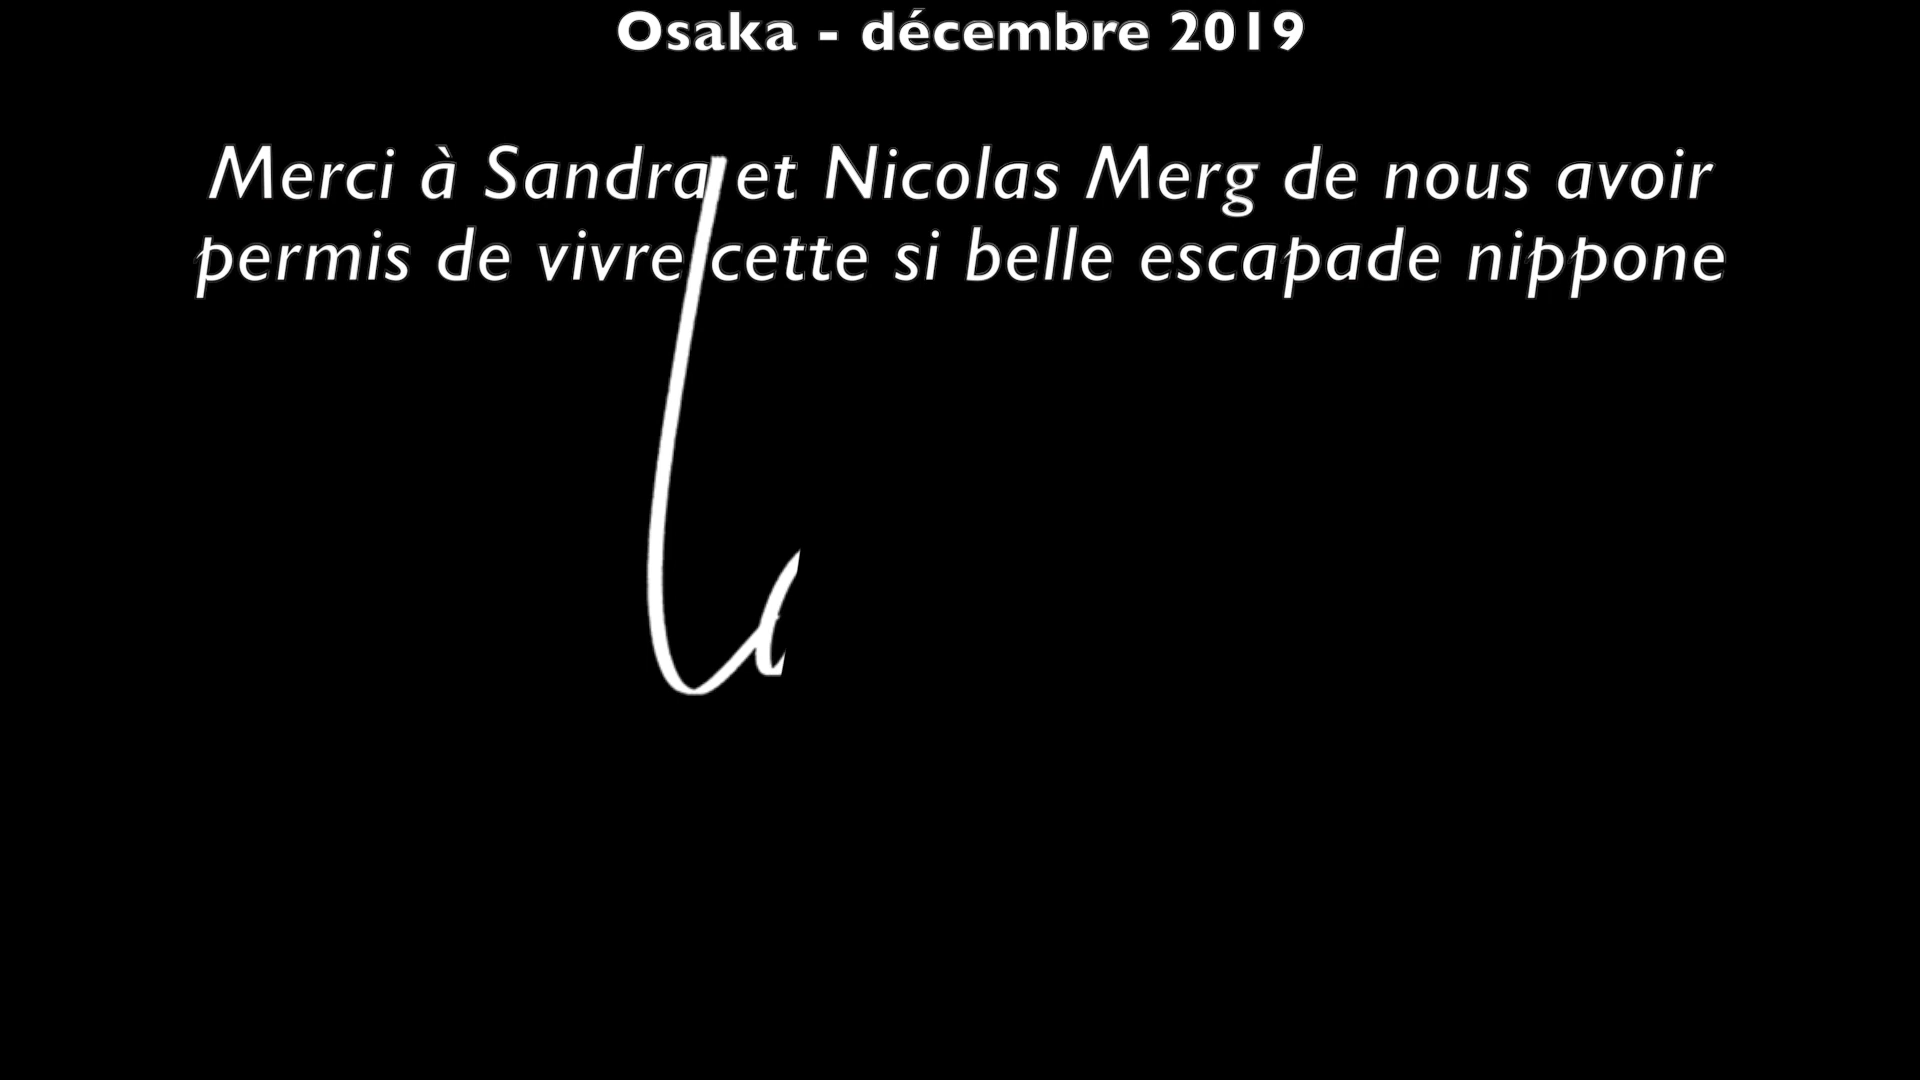 Osaka - décembre 2019
Merci à Sandra et Nicolas Merg de nous avoir
permis de vivre cette si belle escapade nippone